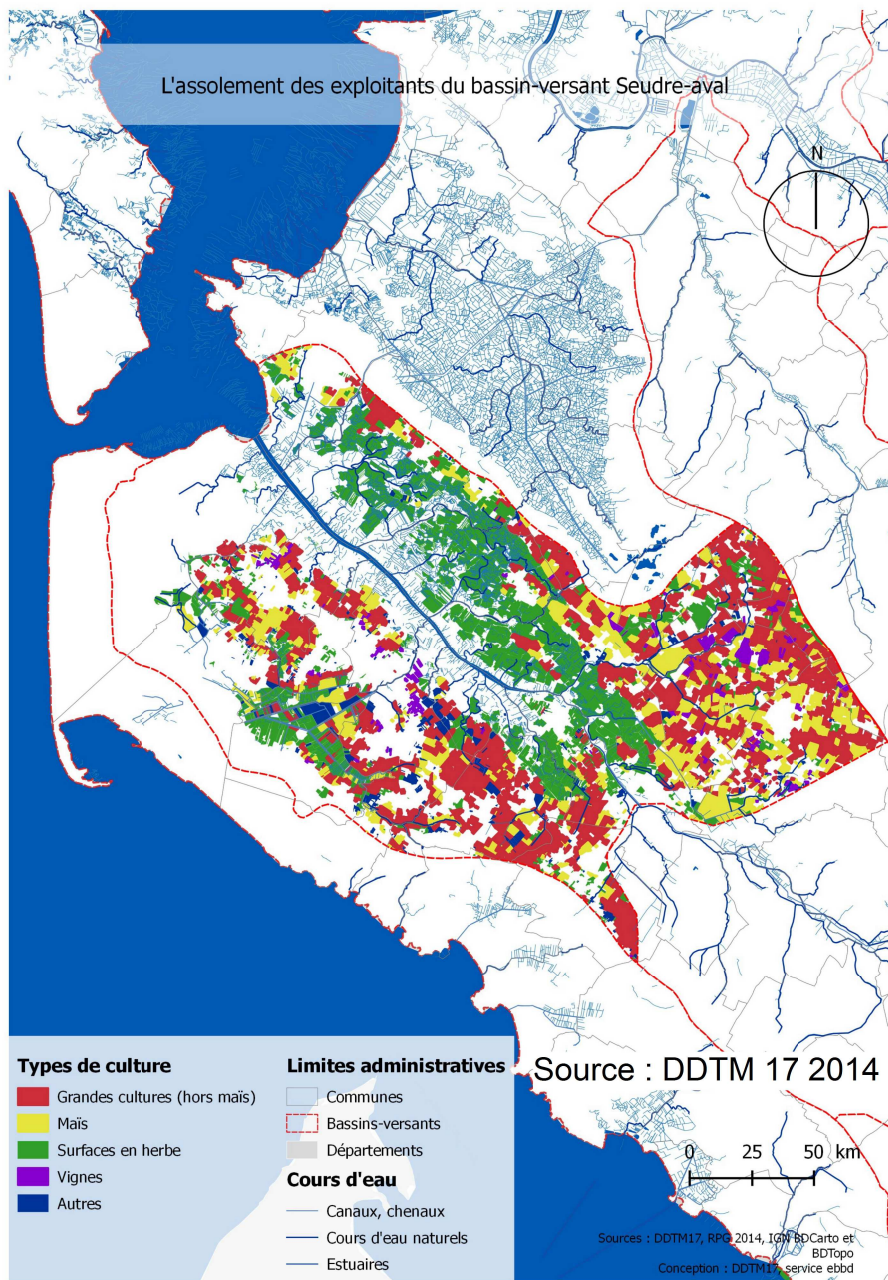 L'assolement des exploitants du bassin-versant Seudre-aval
N
Types de culture
Grandes cultures (hors maïs)
Maïs
Surfaces en herbe
Vignes
Autres
Limites administratives
Communes
Bassins-versants
Départements
Cours d'eau
Canaux, chenaux
Cours d'eau naturels
Estuaires
Source : DDTM 17 2014
0 25 50 km
Sources : DDTM17, RPG 2014, IGN BDCarto et
BDTopo
Conception : DDTM17, service ebbd